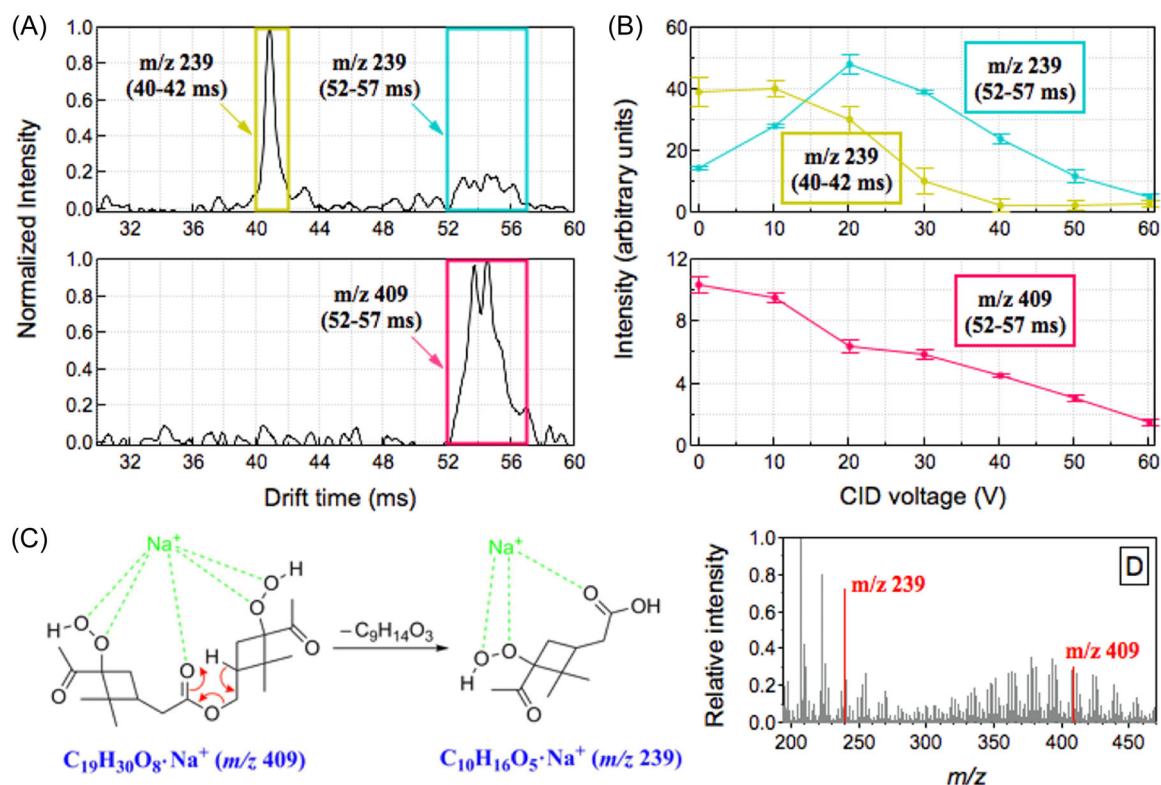 (A)
1.0
0.8
0.6
0.4
0.2
0.0
m/z 239
(40-42 ms)
m/z 239
(52-57 ms)
32
36
40
44
48
52
56
60
Normalized Intensity
1.0
0.8
0.6
0.4
0.2
0.0
m/z 409
(52-57 ms)
32
36
40
44
48
52
56
60
Drift time (ms)
(B)
60
40
20
0
m/z 239
(52-57 ms)
m/z 239
(40-42 ms)
0
10
20
30
40
50
60
Intensity (arbitrary units)
12
8
4
0
m/z 409
(52-57 ms)
0
10
20
30
40
50
60
CID voltage (V)
(C)
Na⁺
H
O
O
H
O
O
O
O
H
O
O
O
−C₉H₁₄O₃
Na⁺
O
OH
O
O
H
O
C₁₉H₃₀O₈·Na⁺ (m/z 409)
C₁₀H₁₆O₅·Na⁺ (m/z 239)
D
Relative intensity
1.0
0.8
0.6
0.4
0.2
0.0
m/z 239
m/z 409
200
250
300
350
400
450
m/z